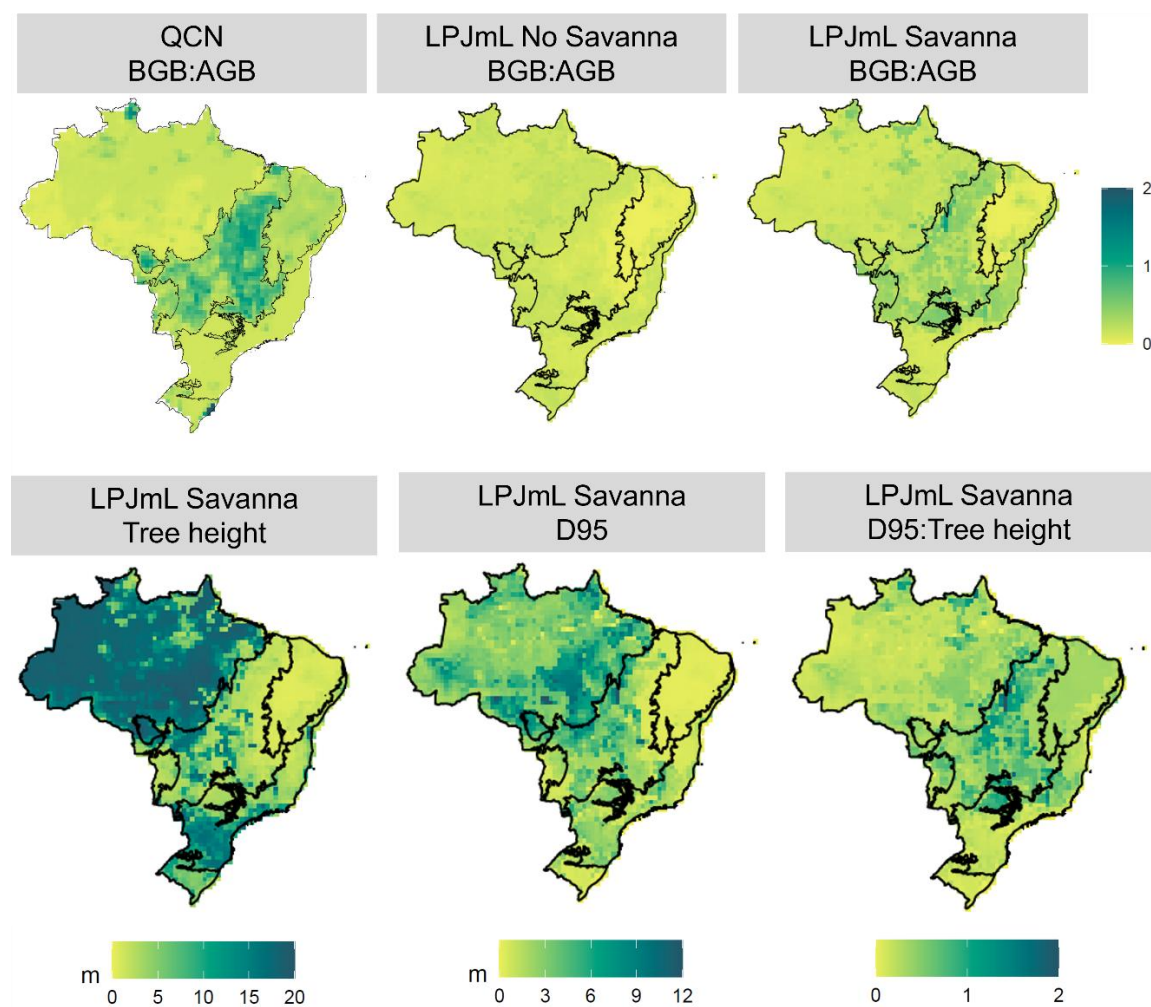 QCN
BGB:AGB
LPJmL No Savanna
BGB:AGB
LPJmL Savanna
BGB:AGB
2
1
0
LPJmL Savanna
Tree height
LPJmL Savanna
D95
LPJmL Savanna
D95:Tree height
m
0 5 10 15 20
m
0 3 6 9 12
0 1 2